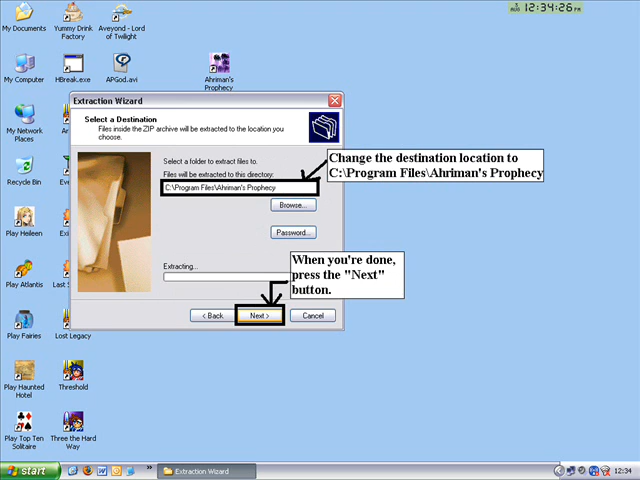 12:34:26 PM
AUG
My Documents
Yummy Drink
Factory
Aveyond - Lord
of Twilight
My Computer
HBreak.exe
APGod.avi
Ahriman's
Prophecy
My Network
Places
Recycle Bin
Play Heileen
Play Atlantis
Play Fairies
Lost Legacy
Play Haunted
Hotel
Threshold
Play Top Ten
Solitaire
Three the Hard
Way
Extraction Wizard
Select a Destination
Files inside the ZIP archive will be extracted to the location you
choose.
Select a folder to extract files to.
Files will be extracted to this directory:
C:\Program Files\Ahriman's Prophecy
Browse...
Password...
Extracting...
< Back
Next >
Cancel
Change the destination location to
C:\Program Files\Ahriman's Prophecy
When you're done,
press the "Next"
button.
start
Extraction Wizard
12:34